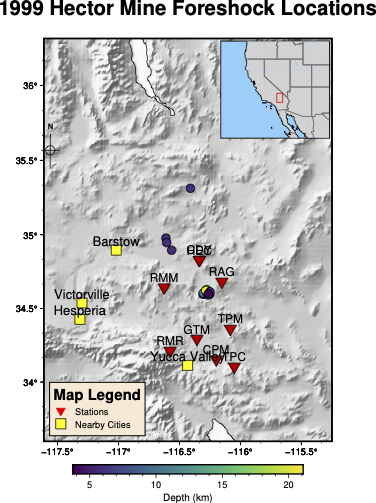 1999 Hector Mine Foreshock Locations
36°
35.5°
35°
34.5°
34°
N
Barstow
CDY
RAG
RMM
Victorville
Hesperia
TPM
GTM
RMR
CPM
Yucca Valley
TPC
Map Legend
Stations
Nearby Cities
−117.5° −117° −116.5° −116° −115.5°
5 10 15 20
Depth (km)